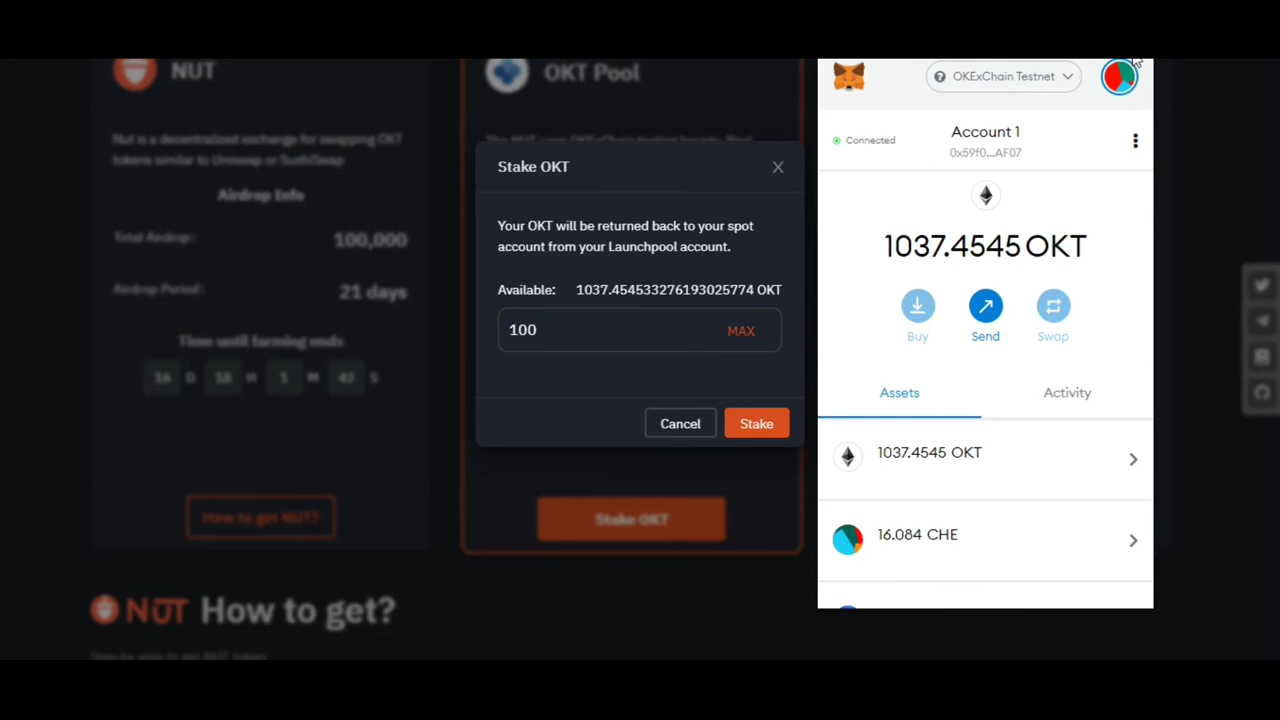 NUT
Nut is a decentralized exchange for swapping OKT
tokens similar to Uniswap or SushiSwap
Airdrop Info
Total Airdrop: 100,000
Airdrop Period: 21 days
Time until farming ends
16 D 18 H 1 M 43 S
How to get NUT?
OKT Pool
Stake OKT
Your OKT will be returned back to your spot
account from your Launchpool account.
Available: 1037.454533276193025774 OKT
100 MAX
Cancel Stake
Stake OKT
NUT How to get?
OKExChain Testnet
Connected
Account 1
0x59f0...AF07
1037.4545 OKT
Buy Send Swap
Assets Activity
1037.4545 OKT
16.084 CHE